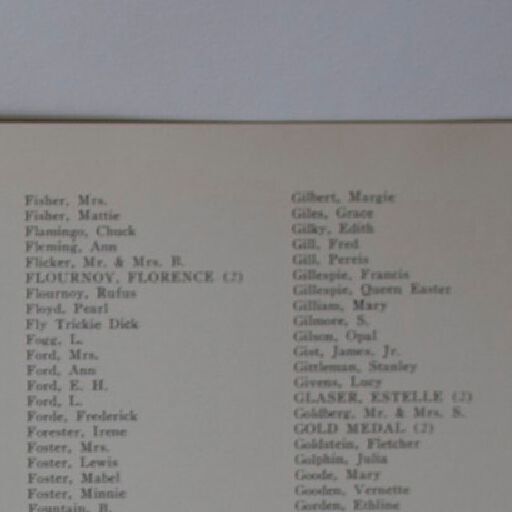 Fisher, Mrs.
Fisher, Mattie
Flamingo, Chuck
Fleming, Ann
Flicker, Mr. & Mrs. B.
FLOURNOY, FLORENCE (2)
Flournoy, Rufus
Floyd, Pearl
Fly Trickie Dick
Fogg, L.
Ford, Mrs.
Ford, Ann
Ford, E. H.
Ford, L.
Forde, Frederick
Forester, Irene
Foster, Mrs.
Foster, Lewis
Foster, Mabel
Foster, Minnie
Fountain, B.
Gilbert, Margie
Giles, Grace
Gilky, Edith
Gill, Fred
Gill, Pereis
Gillespie, Francis
Gillespie, Queen Easter
Gilliam, Mary
Gilmore, S.
Gilson, Opal
Gist, James, Jr.
Gittleman, Stanley
Givens, Lucy
GLASER, ESTELLE (2)
Goldberg, Mr. & Mrs. S.
GOLD MEDAL (2)
Goldstein, Fletcher
Golphin, Julia
Goode, Mary
Gooden, Vernette
Gorden, Ethline